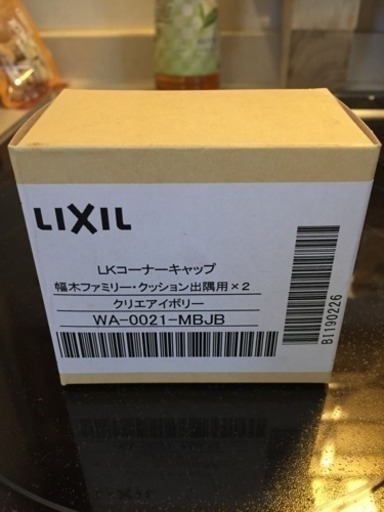 LIXIL
LKコーナーキャップ
幅木ファミリー・クッション出隅用×2
クリエアイボリー
WA-0021-MBJB
BI190226